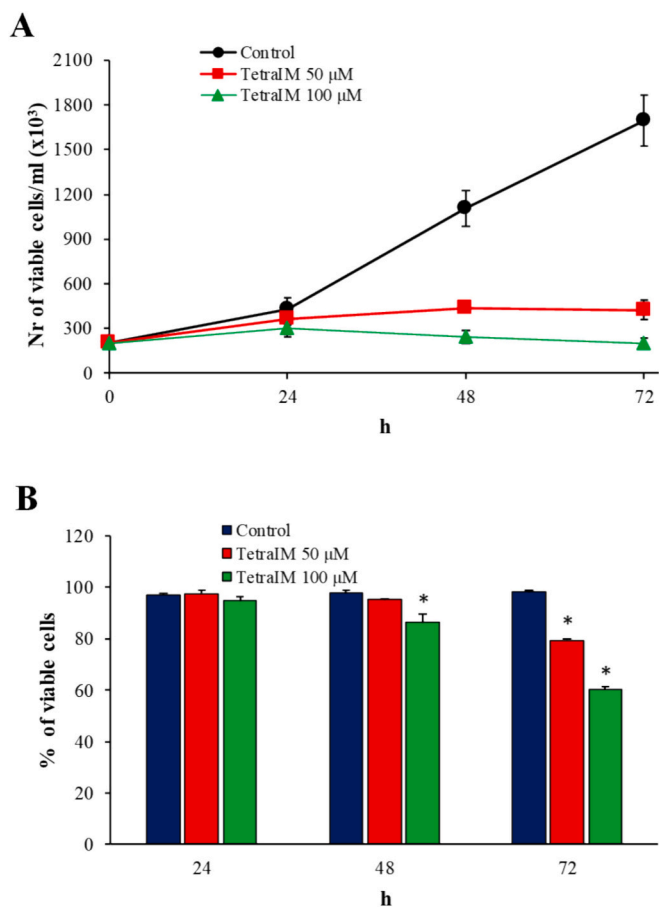 A
Control
TetraIM 50 µM
TetraIM 100 µM
Nr of viable cells/ml (x10³)
2100
1800
1500
1200
900
600
300
0
0 24 48 72
h
B
Control
TetraIM 50 µM
TetraIM 100 µM
% of viable cells
120
100
80
60
40
20
0
*
*
*
24 48 72
h